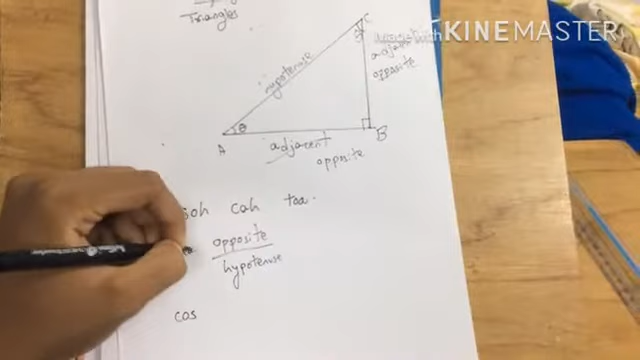 Triangles
C
Made with KINEMASTER
hypotenuse
adjacent
opposite
θ
A
adjacent
B
opposite
soh cah toa.
opposite
hypotenuse
cos